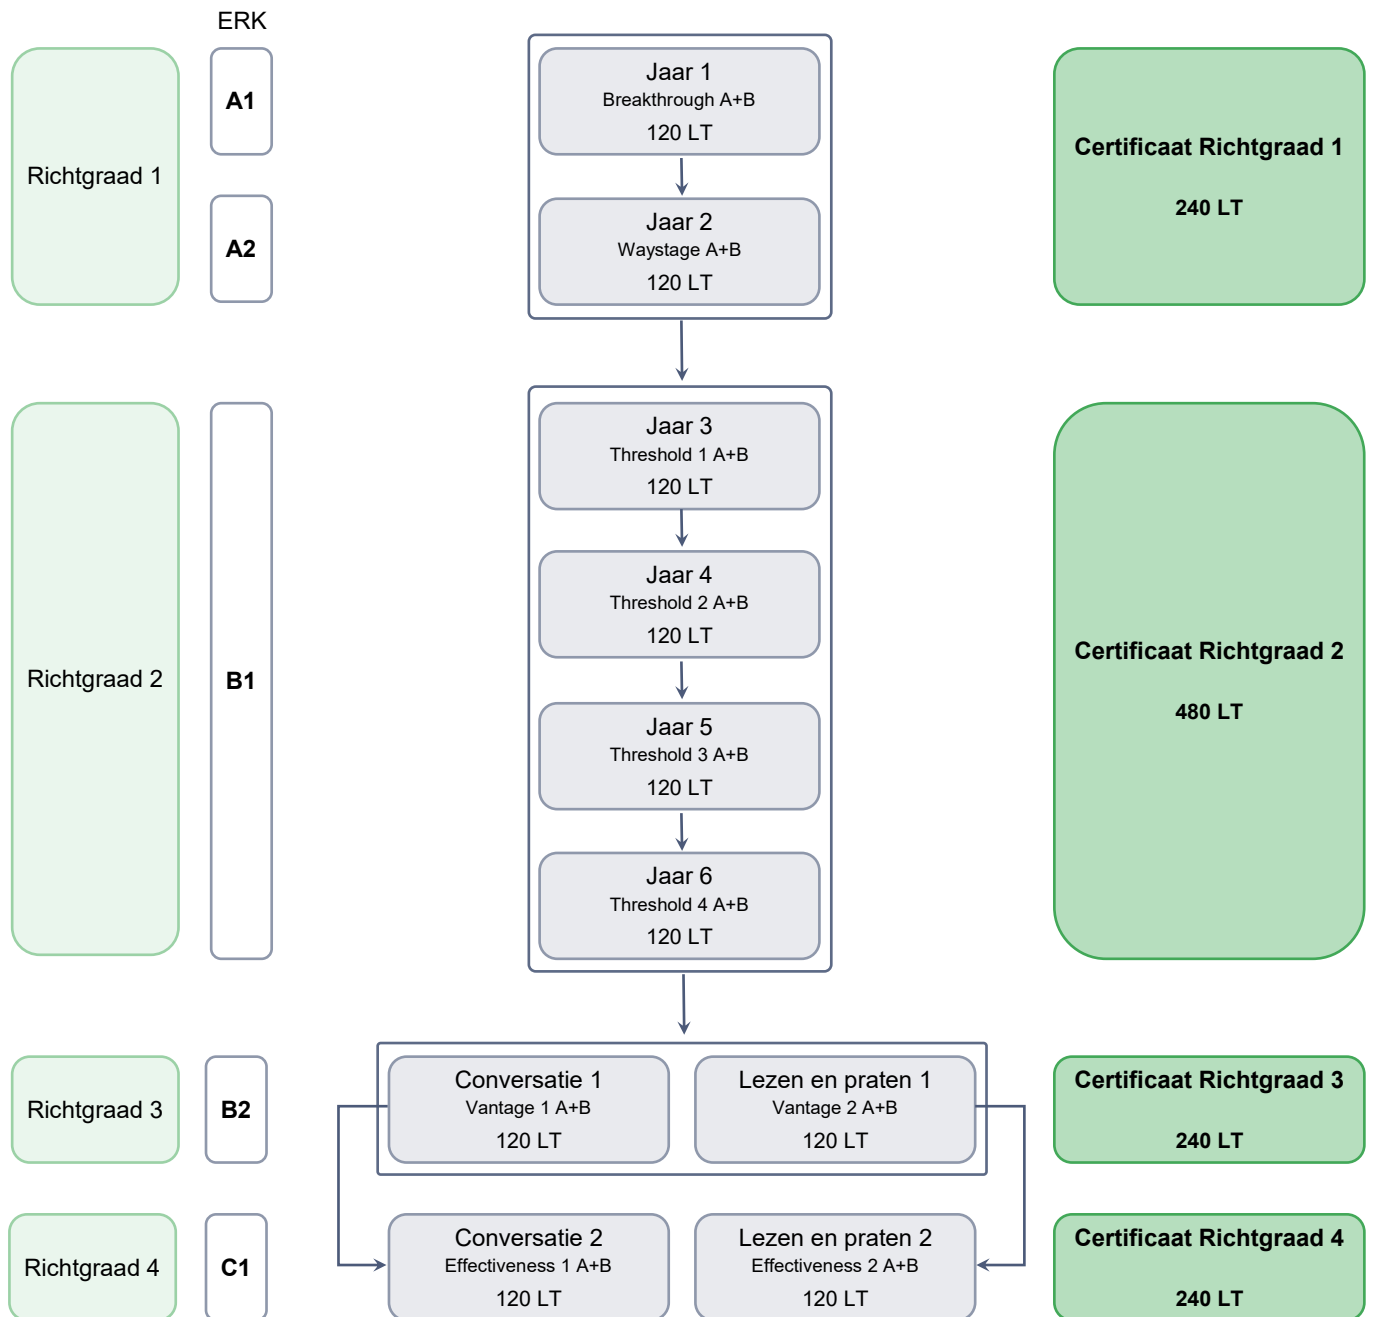 ERK
Richtgraad 1
A1
Jaar 1
Breakthrough A+B
120 LT
Certificaat Richtgraad 1
240 LT
A2
Jaar 2
Waystage A+B
120 LT
Richtgraad 2
B1
Jaar 3
Threshold 1 A+B
120 LT
Jaar 4
Threshold 2 A+B
120 LT
Jaar 5
Threshold 3 A+B
120 LT
Jaar 6
Threshold 4 A+B
120 LT
Certificaat Richtgraad 2
480 LT
Richtgraad 3
B2
Conversatie 1
Vantage 1 A+B
120 LT
Lezen en praten 1
Vantage 2 A+B
120 LT
Certificaat Richtgraad 3
240 LT
Richtgraad 4
C1
Conversatie 2
Effectiveness 1 A+B
120 LT
Lezen en praten 2
Effectiveness 2 A+B
120 LT
Certificaat Richtgraad 4
240 LT